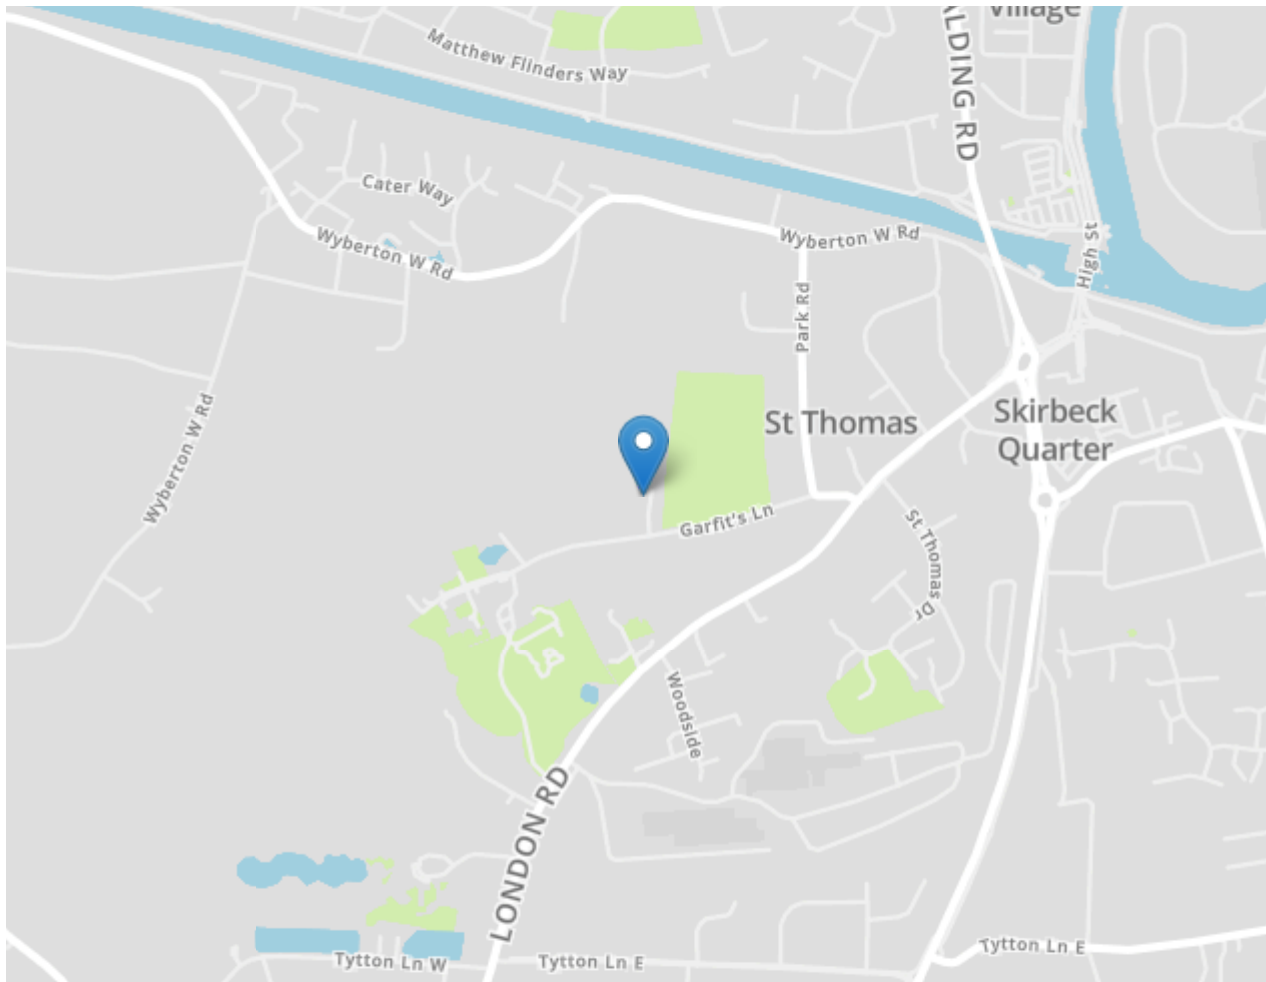 Village
Matthew Flinders Way
ALDING RD
Cater Way
Wyberton W Rd
Wyberton W Rd
High St
Park Rd
Wyberton W Rd
St Thomas
Skirbeck
Quarter
Garfit's Ln
St Thomas Dr
Woodside
LONDON RD
Tytton Ln W
Tytton Ln E
Tytton Ln E